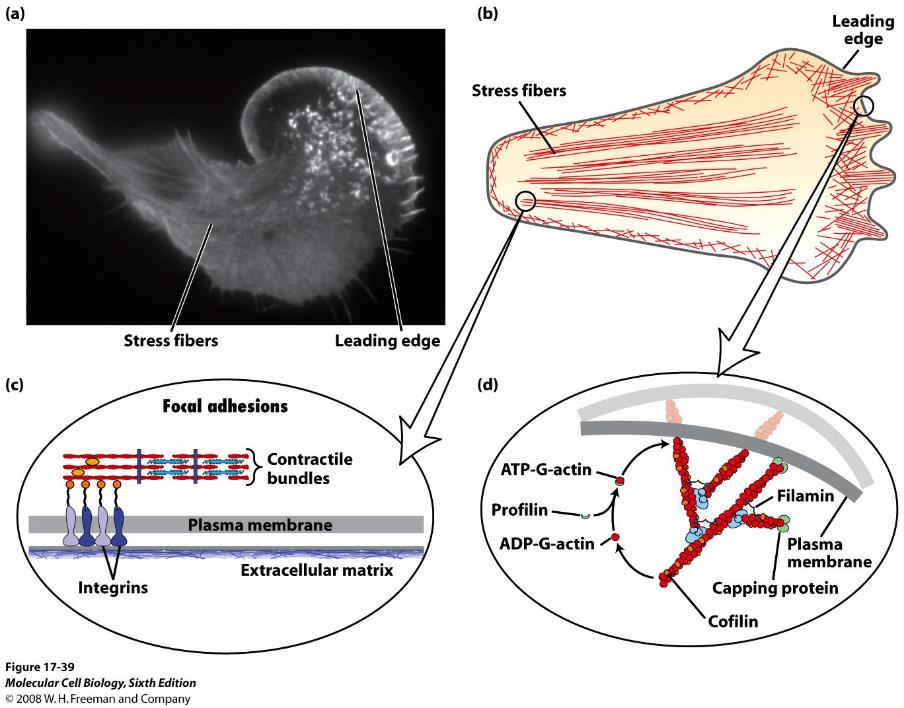 (a)
Stress fibers
Leading edge
(b)
Leading
edge
Stress fibers
(c)
Focal adhesions
Contractile
bundles
Plasma membrane
Integrins
Extracellular matrix
(d)
ATP-G-actin
Profilin
ADP-G-actin
Filamin
Plasma
membrane
Capping protein
Cofilin
Figure 17-39
Molecular Cell Biology, Sixth Edition
© 2008 W. H. Freeman and Company